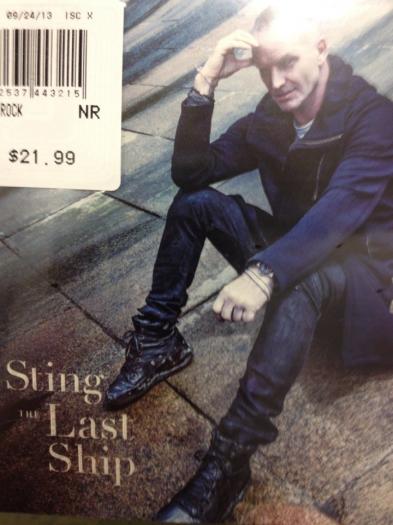 09/24/13 ISC X
2537 443215
ROCK NR
$21.99
Sting
THE Last
Ship